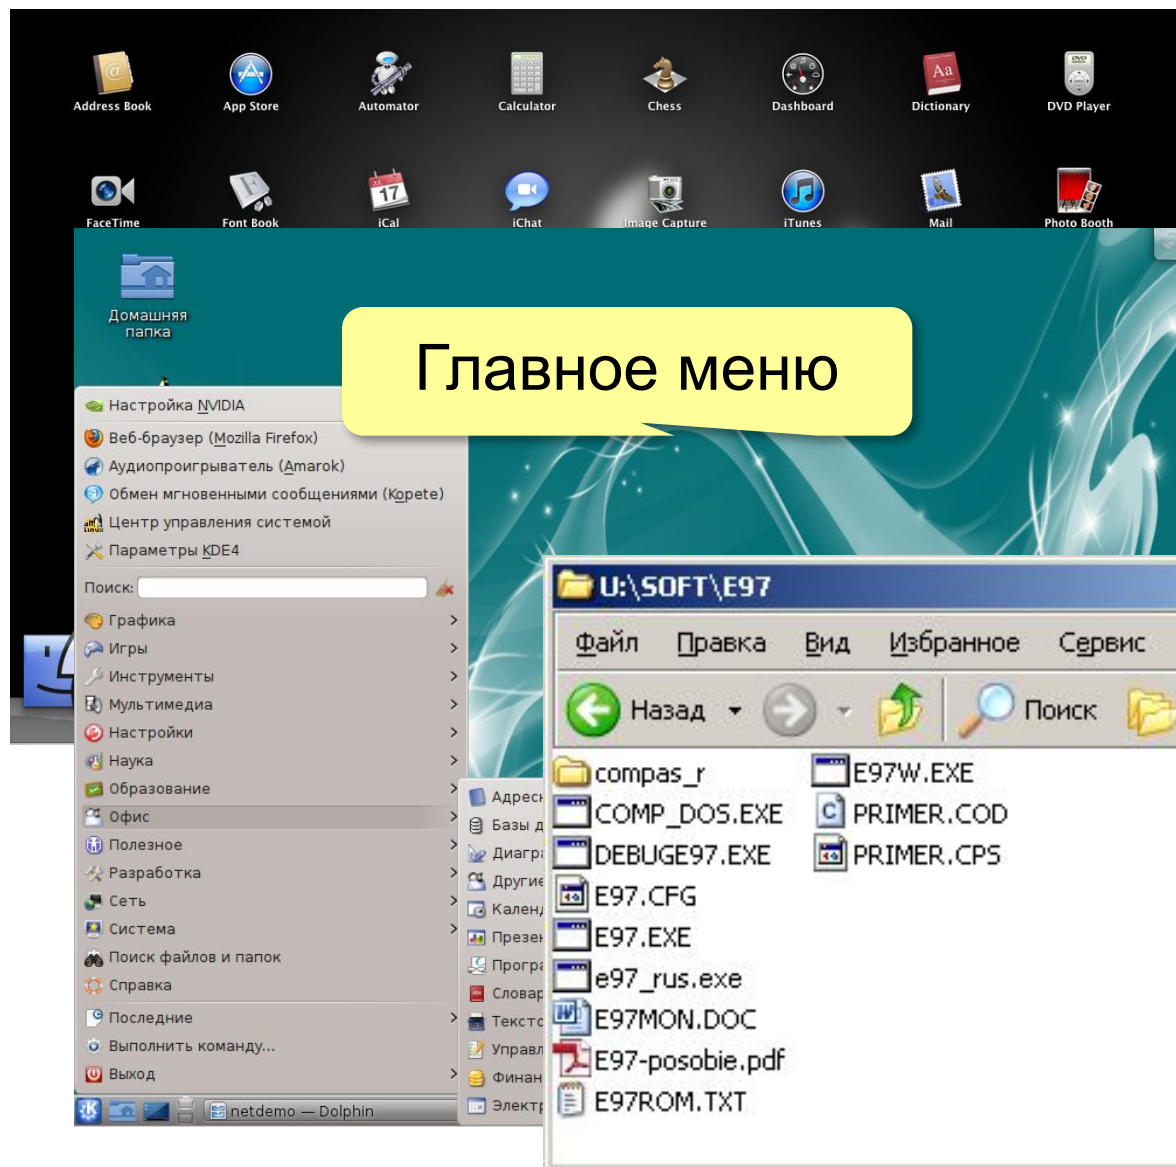 Address Book
App Store
Automator
Calculator
Chess
Dashboard
Dictionary
DVD Player
FaceTime
Font Book
iCal
iChat
Image Capture
iTunes
Mail
Photo Booth
17
Aa
Домашняя
папка
Главное меню
Настройка NVIDIA
Веб-браузер (Mozilla Firefox)
Аудиопроигрыватель (Amarok)
Обмен мгновенными сообщениями (Kopete)
Центр управления системой
Параметры KDE4
Поиск:
Графика
Игры
Инструменты
Мультимедиа
Настройки
Наука
Образование
Офис
Полезное
Разработка
Сеть
Система
Поиск файлов и папок
Справка
Последние
Выполнить команду...
Выход
netdemo — Dolphin
U:\SOFT\E97
Файл Правка Вид Избранное Сервис
Назад Поиск
compas_r
COMP_DOS.EXE
DEBUGE97.EXE
E97.CFG
E97.EXE
e97_rus.exe
E97MON.DOC
E97-posobie.pdf
E97ROM.TXT
E97W.EXE
PRIMER.COD
PRIMER.CPS